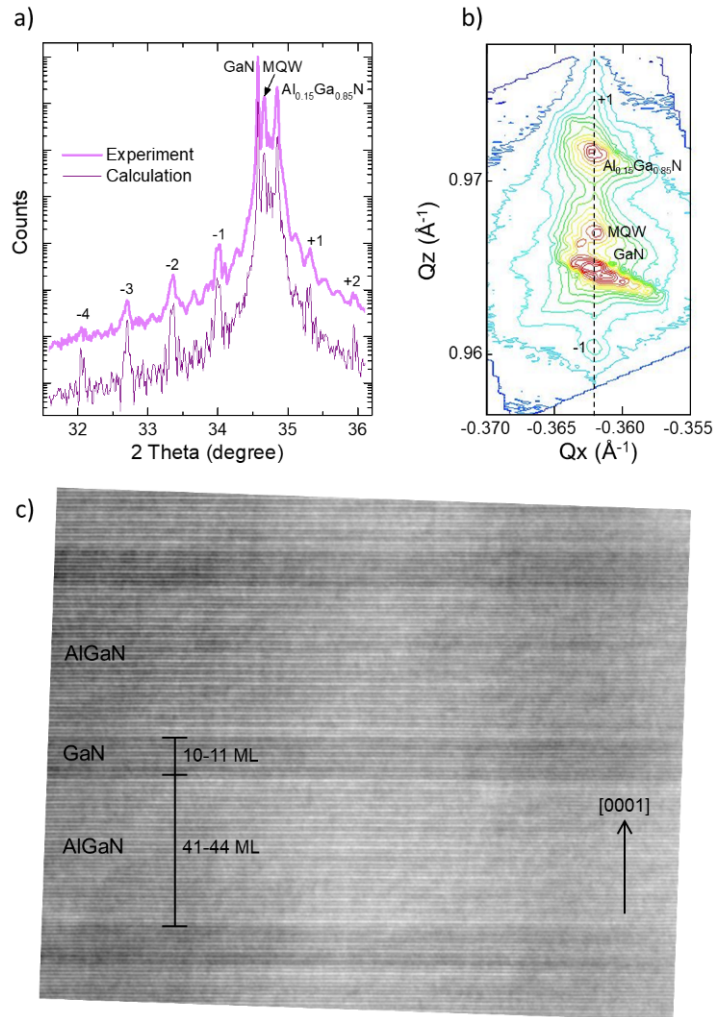 a)
GaN MQW
Al0.15Ga0.85N
Experiment
Calculation
-4
-3
-2
-1
+1
+2
Counts
32 33 34 35 36
2 Theta (degree)
b)
+1
Al0.15Ga0.85N
MQW
GaN
-1
0.97
0.96
Qz (Å-1)
-0.370 -0.365 -0.360 -0.355
Qx (Å-1)
c)
AlGaN
GaN
10-11 ML
AlGaN
41-44 ML
[0001]